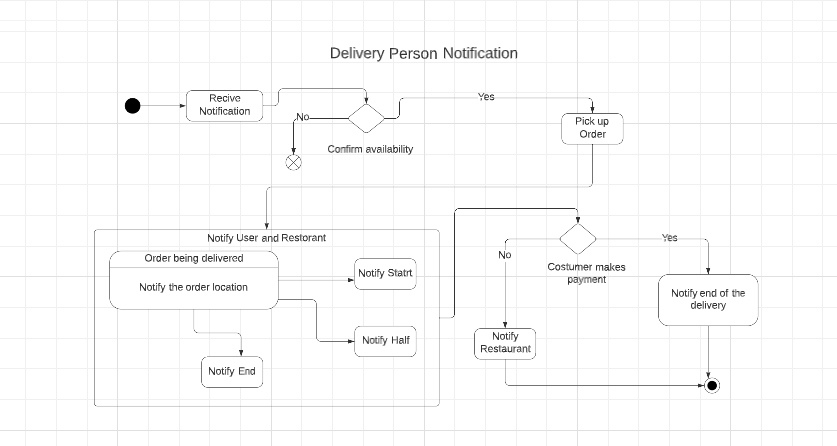 Delivery Person Notification
Recive
Notification
No
Yes
Confirm availability
Pick up
Order
Notify User and Restorant
Order being delivered
Notify the order location
Notify Statrt
Notify Half
Notify End
No
Yes
Costumer makes
payment
Notify end of the
delivery
Notify
Restaurant